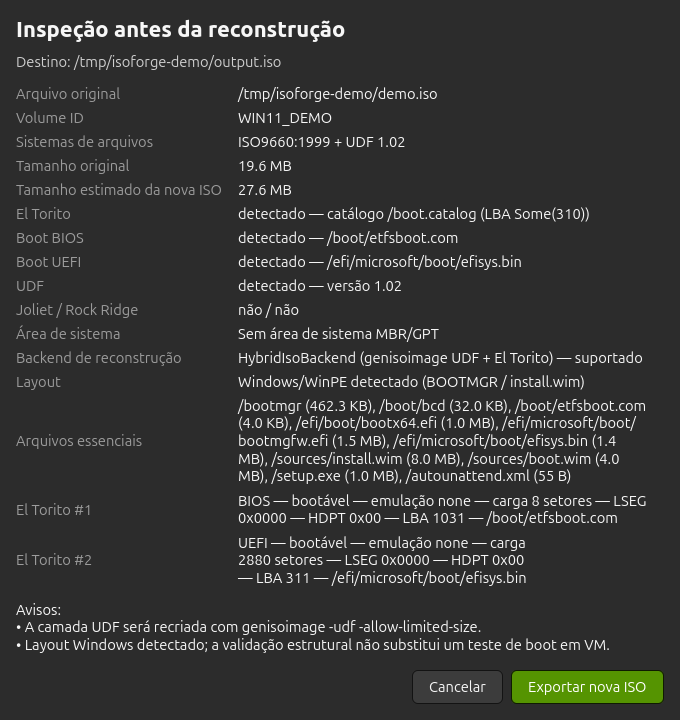 Inspeção antes da reconstrução
Destino: /tmp/isoforge-demo/output.iso
Arquivo original /tmp/isoforge-demo/demo.iso
Volume ID WIN11_DEMO
Sistemas de arquivos ISO9660:1999 + UDF 1.02
Tamanho original 19.6 MB
Tamanho estimado da nova ISO 27.6 MB
El Torito detectado — catálogo /boot.catalog (LBA Some(310))
Boot BIOS detectado — /boot/etfsboot.com
Boot UEFI detectado — /efi/microsoft/boot/efisys.bin
UDF detectado — versão 1.02
Joliet / Rock Ridge não / não
Área de sistema Sem área de sistema MBR/GPT
Backend de reconstrução HybridIsoBackend (genisoimage UDF + El Torito) — suportado
Layout Windows/WinPE detectado (BOOTMGR / install.wim)
Arquivos essenciais
/bootmgr (462.3 KB), /boot/bcd (32.0 KB), /boot/etfsboot.com
(4.0 KB), /efi/boot/bootx64.efi (1.0 MB), /efi/microsoft/boot/
bootmgfw.efi (1.5 MB), /efi/microsoft/boot/efisys.bin (1.4
MB), /sources/install.wim (8.0 MB), /sources/boot.wim (4.0
MB), /setup.exe (1.0 MB), /autounattend.xml (55 B)
El Torito #1
BIOS — bootável — emulação none — carga 8 setores — LSEG
0x0000 — HDPT 0x00 — LBA 1031 — /boot/etfsboot.com
El Torito #2
UEFI — bootável — emulação none — carga
2880 setores — LSEG 0x0000 — HDPT 0x00
— LBA 311 — /efi/microsoft/boot/efisys.bin
Avisos:
• A camada UDF será recriada com genisoimage -udf -allow-limited-size.
• Layout Windows detectado; a validação estrutural não substitui um teste de boot em VM.
Cancelar
Exportar nova ISO